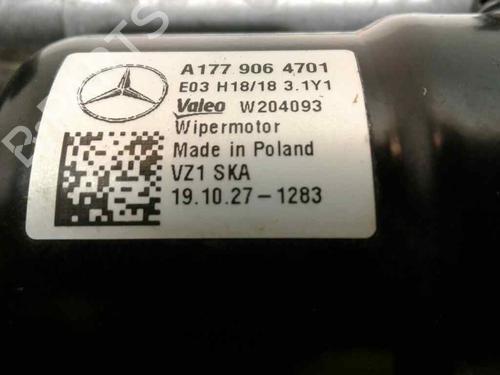 A177 906 4701
E03 H18/18 3.1Y1
Valeo W204093
Wipermotor
Made in Poland
VZ1 SKA
19.10.27-1283